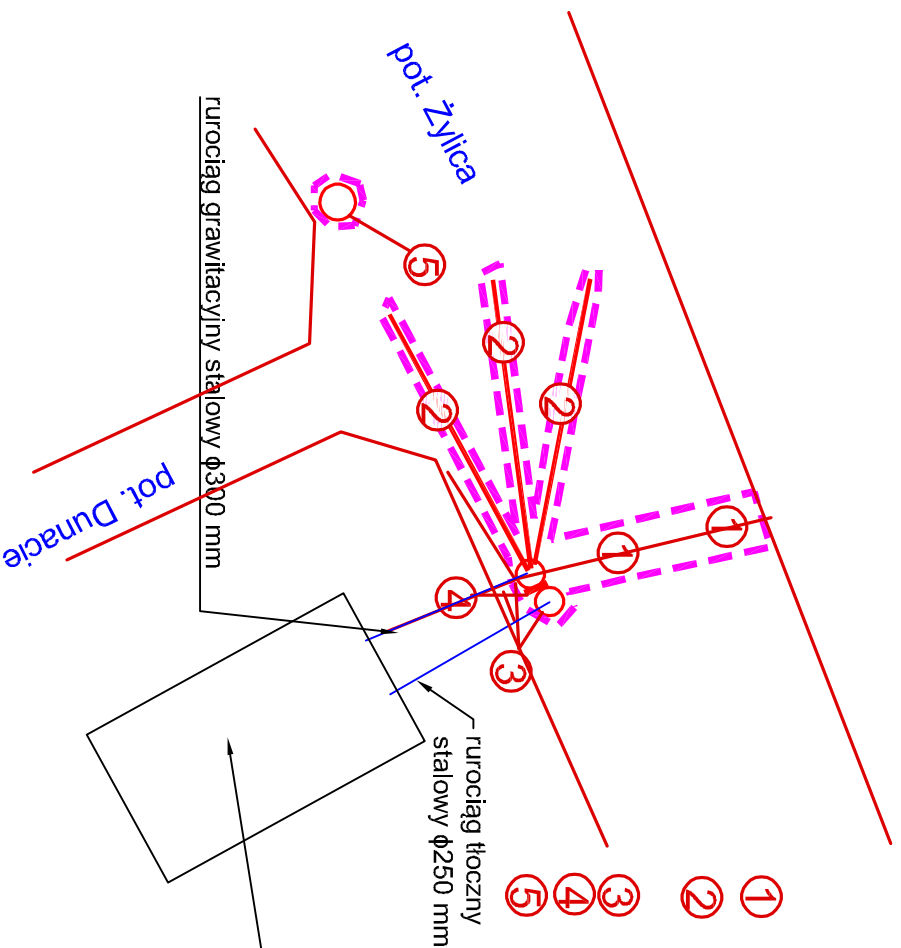 pot. Żylica
rurociąg grawitacyjny stalowy ϕ300 mm
pot. Dunacie
rurociąg tłoczny
stalowy ϕ250 mm
5
2
2
2
1
1
4
3
1
2
3
4
5